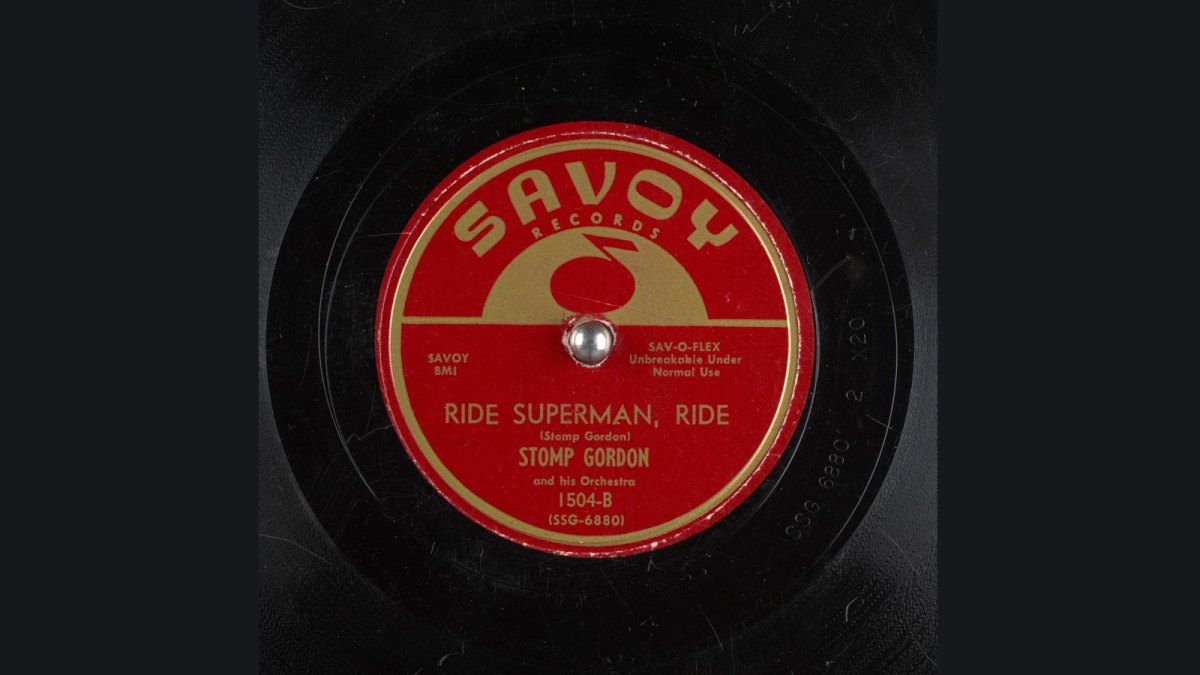 SAVOY
RECORDS
SAVOY
BMI
SAV-O-FLEX
Unbreakable Under
Normal Use
RIDE SUPERMAN, RIDE
(Stomp Gordon)
STOMP GORDON
and his Orchestra
1504-B
(SSG-6880)
SSG 6880 2 X20